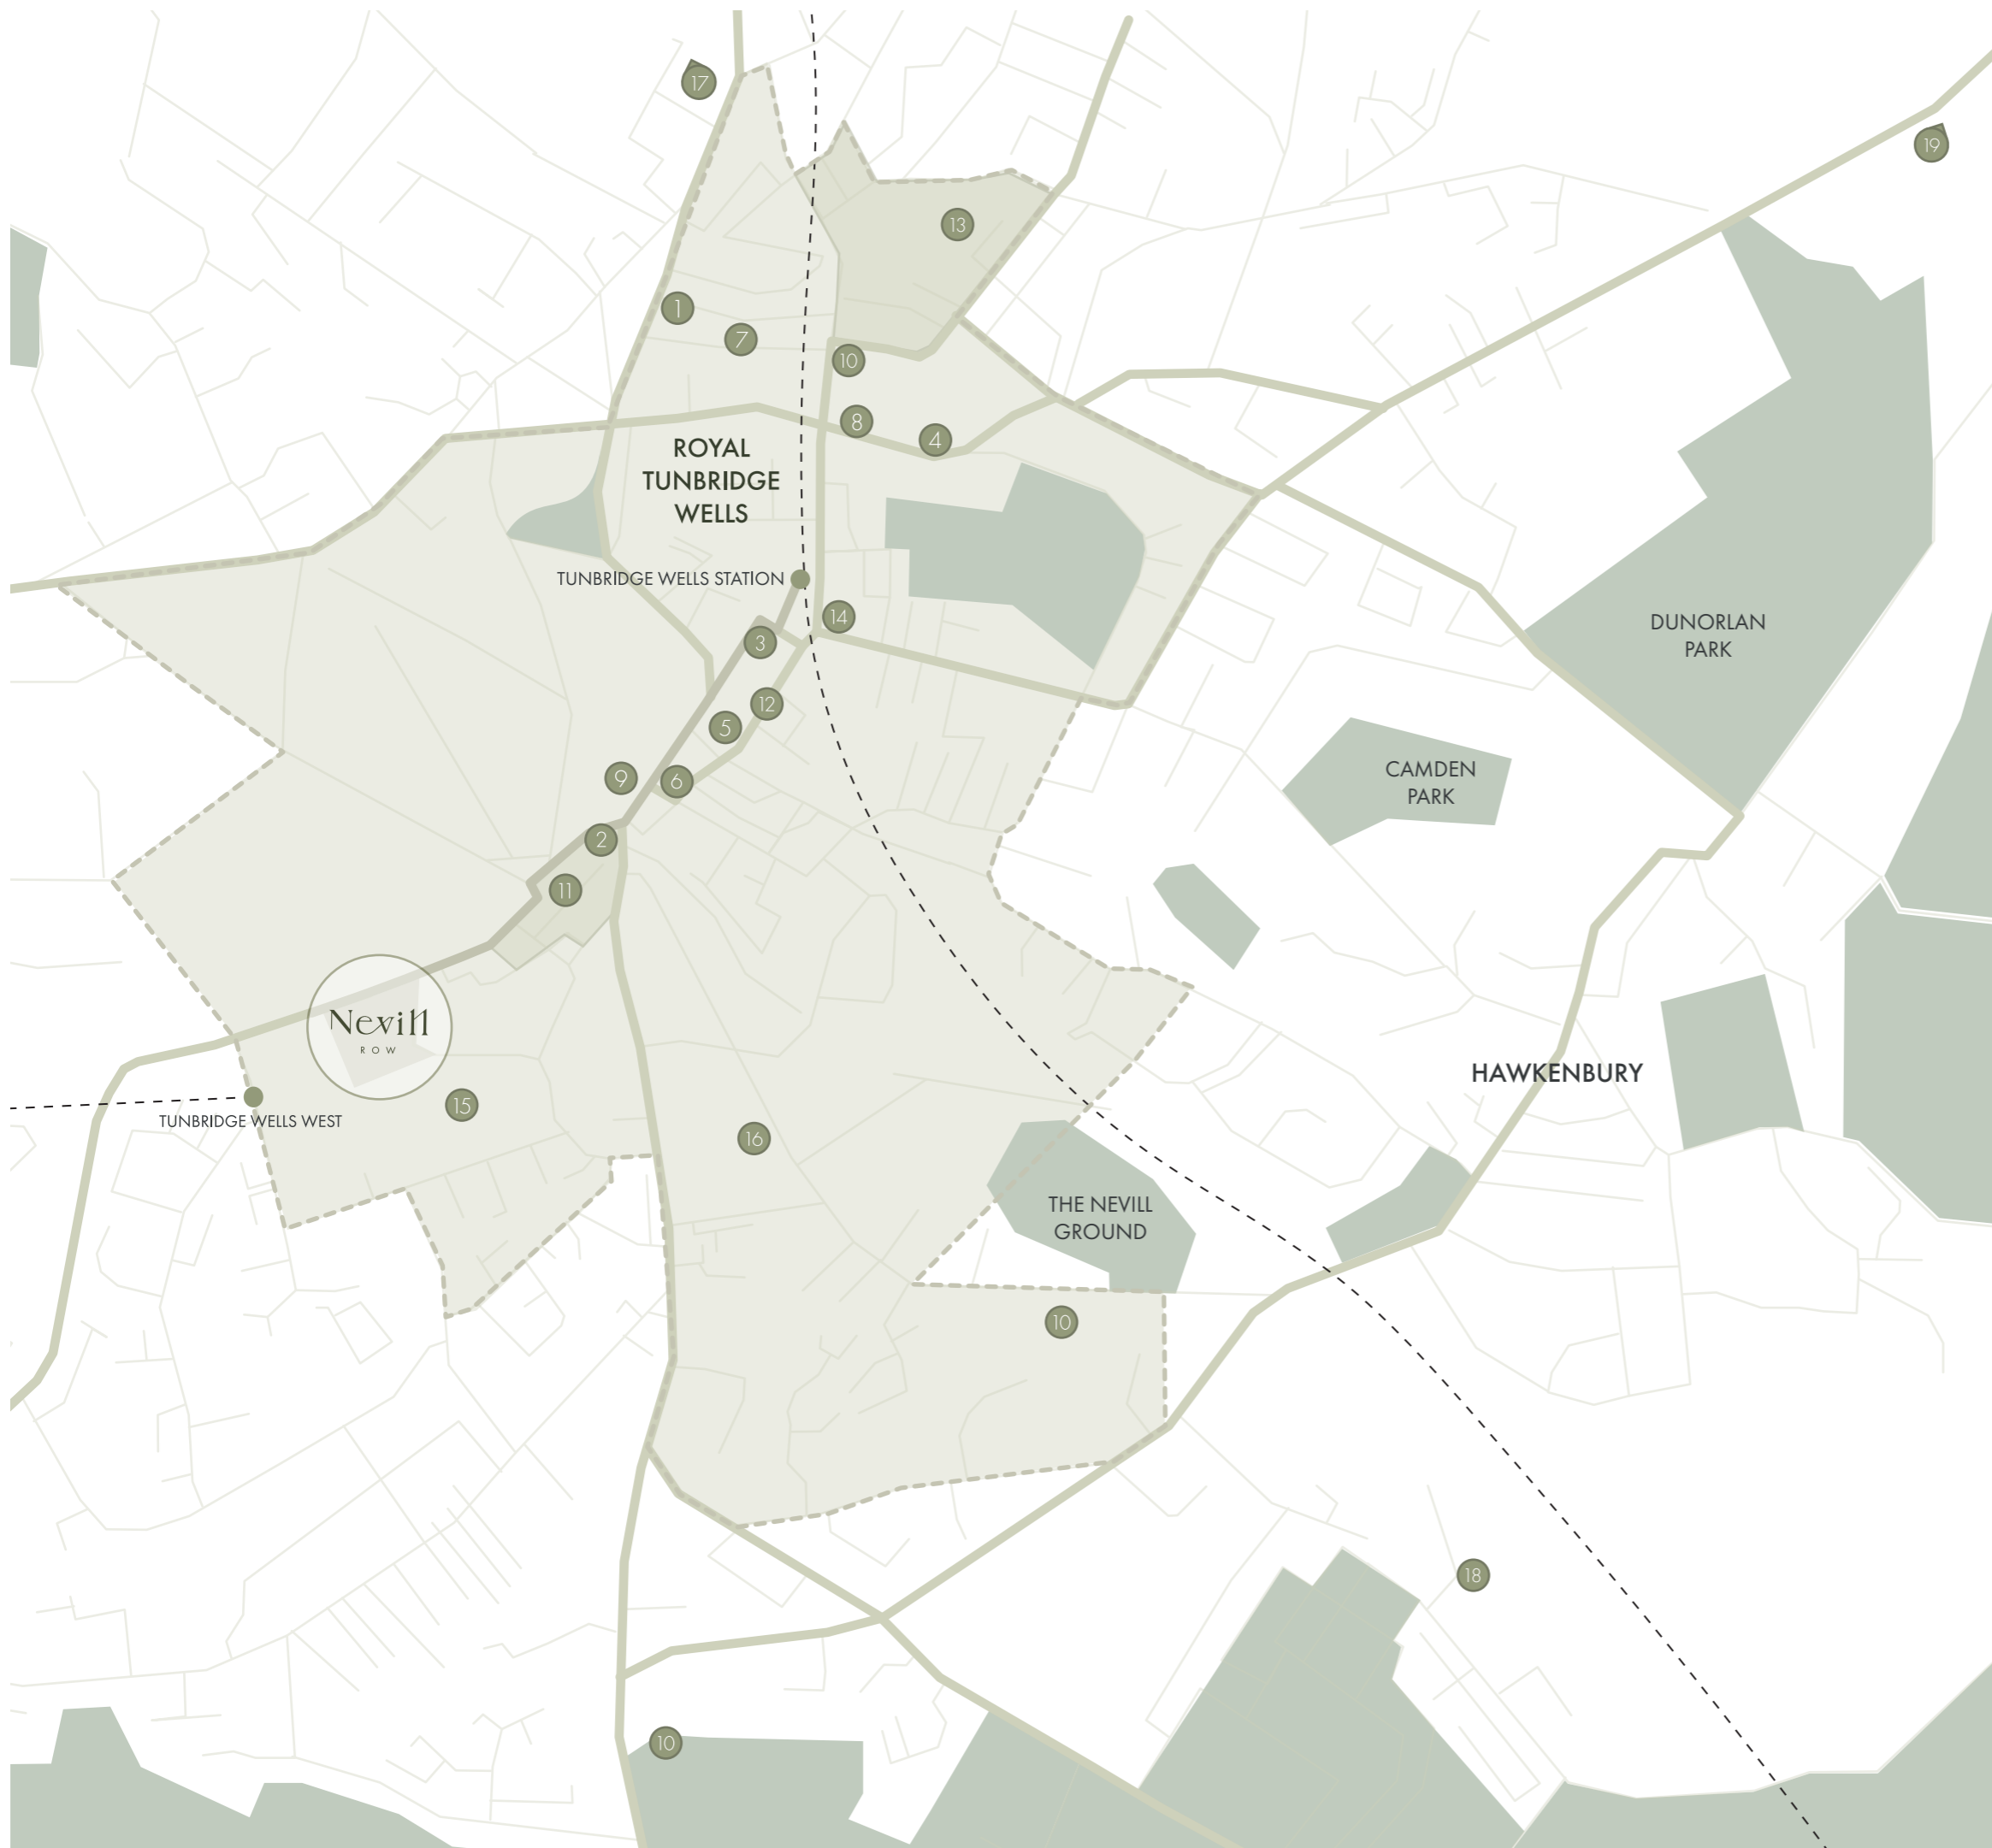 17
19
13
1
7
10
8
4
ROYAL
TUNBRIDGE
WELLS
TUNBRIDGE WELLS STATION
14
3
DUNORLAN
PARK
12
5
9
6
CAMDEN
PARK
2
11
Nevill
ROW
HAWKENBURY
15
TUNBRIDGE WELLS WEST
16
THE NEVILL
GROUND
10
18
10